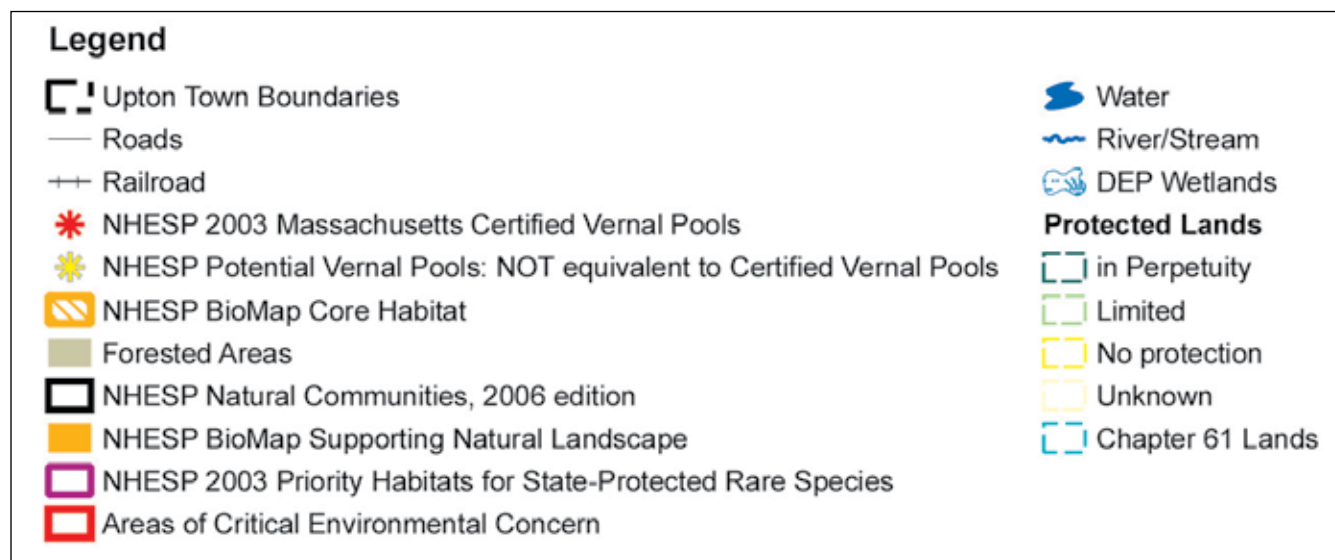 Legend
Upton Town Boundaries
Roads
Railroad
NHESP 2003 Massachusetts Certified Vernal Pools
NHESP Potential Vernal Pools: NOT equivalent to Certified Vernal Pools
NHESP BioMap Core Habitat
Forested Areas
NHESP Natural Communities, 2006 edition
NHESP BioMap Supporting Natural Landscape
NHESP 2003 Priority Habitats for State-Protected Rare Species
Areas of Critical Environmental Concern
Water
River/Stream
DEP Wetlands
Protected Lands
in Perpetuity
Limited
No protection
Unknown
Chapter 61 Lands